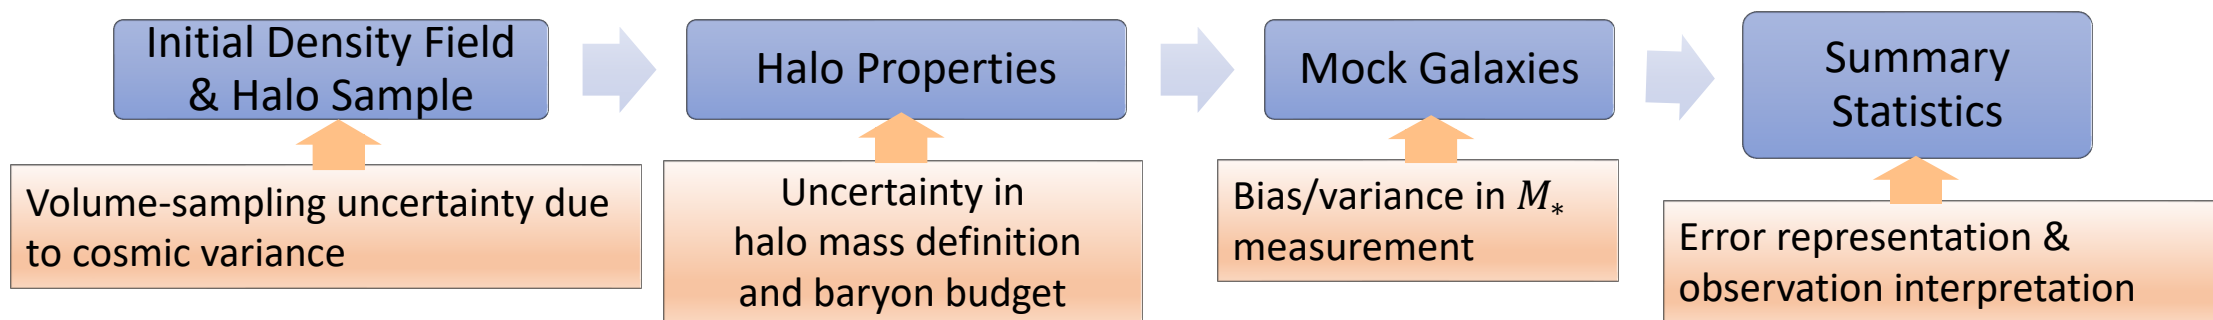 Initial Density Field
& Halo Sample
Halo Properties
Mock Galaxies
Summary
Statistics
Volume-sampling uncertainty due
to cosmic variance
Uncertainty in
halo mass definition
and baryon budget
Bias/variance in M∗
measurement
Error representation &
observation interpretation